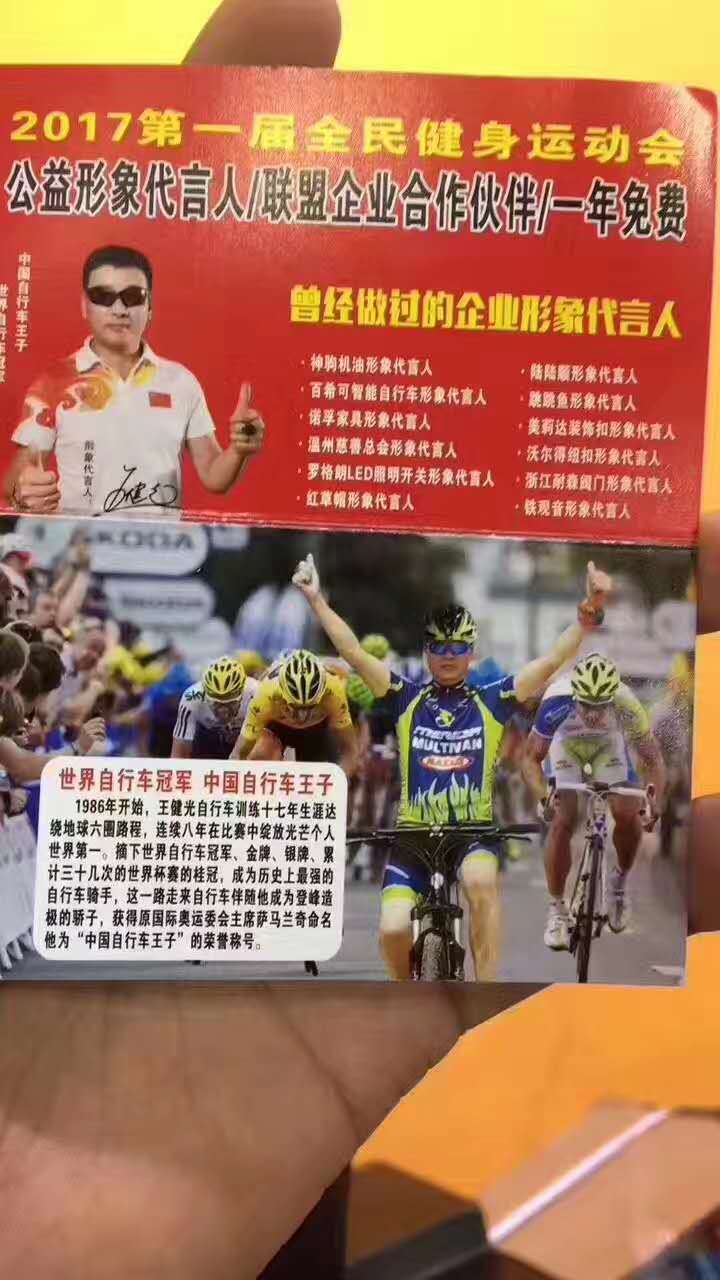 2017第一届全民健身运动会
公益形象代言人/联盟企业合作伙伴/一年免费
中国自行车王子
世界自行车冠军
曾经做过的企业形象代言人
·神驹机油形象代言人
·百希可智能自行车形象代言人
·诺孚家具形象代言人
·温州慈善总会形象代言人
·罗格朗LED照明开关形象代言人
·红草帽形象代言人
·陆陆顺形象代言人
·跳跳鱼形象代言人
·美莉达装饰扣形象代言人
·沃尔得纽扣形象代言人
·浙江耐森阀门形象代言人
·铁观音形象代言人
形象代言人:
SKODA
sky
MERIDA
MULTIVAN
世界自行车冠军 中国自行车王子
1986年开始，王健光自行车训练十七年生涯达
绕地球六圈路程，连续八年在比赛中绽放光芒个人
世界第一。摘下世界自行车冠军、金牌、银牌、累
计三十几次的世界杯赛的桂冠，成为历史上最强的
自行车骑手，这一路走来自行车伴随他成为登峰造
极的骄子，获得原国际奥运委会主席萨马兰奇命名
他为“中国自行车王子”的荣誉称号。